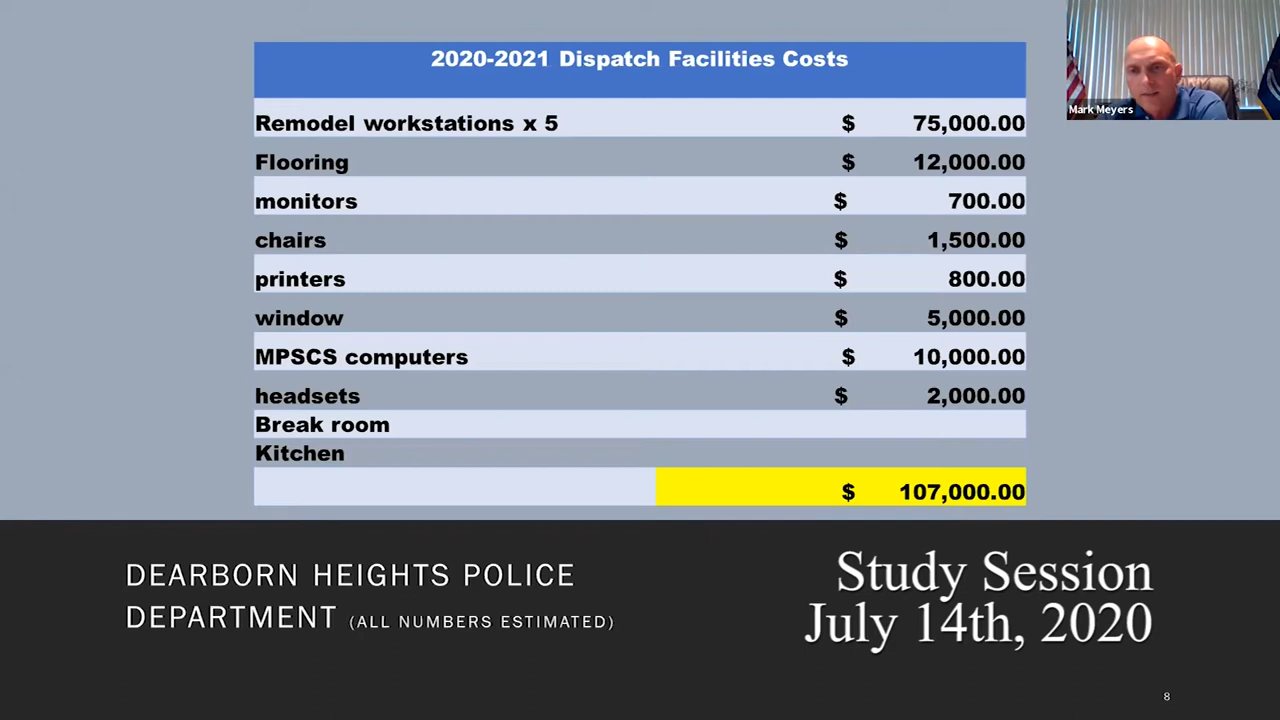 2020-2021 Dispatch Facilities Costs
Remodel workstations x 5 $ 75,000.00
Flooring $ 12,000.00
monitors $ 700.00
chairs $ 1,500.00
printers $ 800.00
window $ 5,000.00
MPSCS computers $ 10,000.00
headsets $ 2,000.00
Break room
Kitchen
$ 107,000.00
Mark Meyers
DEARBORN HEIGHTS POLICE
DEPARTMENT (ALL NUMBERS ESTIMATED)
Study Session
July 14th, 2020
8